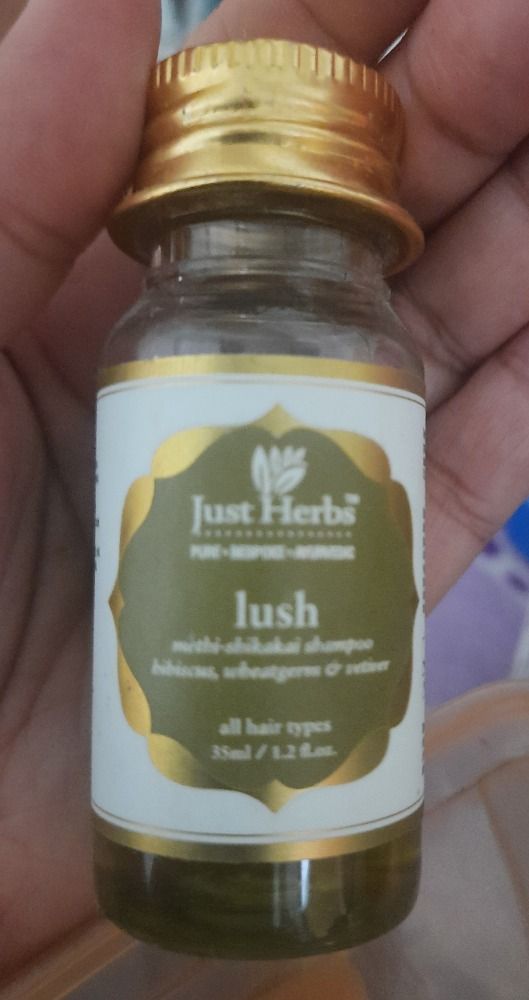 Just Herbs™
PURE • BESPOKE • AYURVEDIC
lush
methi-shikakai shampoo
hibiscus, wheatgerm & vetiver
all hair types
35ml / 1.2 fl.oz.